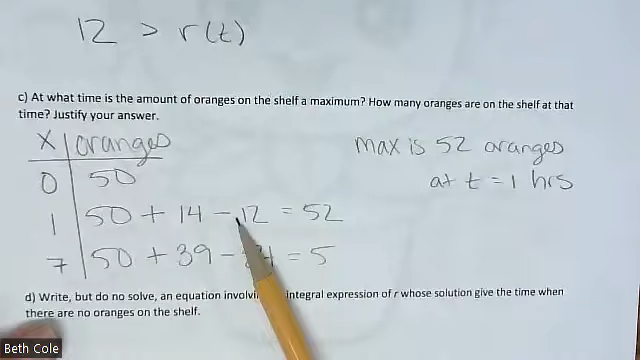 12 > r(t)
c) At what time is the amount of oranges on the shelf a maximum? How many oranges are on the shelf at that
time? Justify your answer.
x | oranges
0 | 50
1 | 50 + 14 - 12 = 52
7 | 50 + 39 - 4 = 5
max is 52 oranges
at t = 1 hrs
d) Write, but do no solve, an equation involvi integral expression of r whose solution give the time when
there are no oranges on the shelf.
Beth Cole